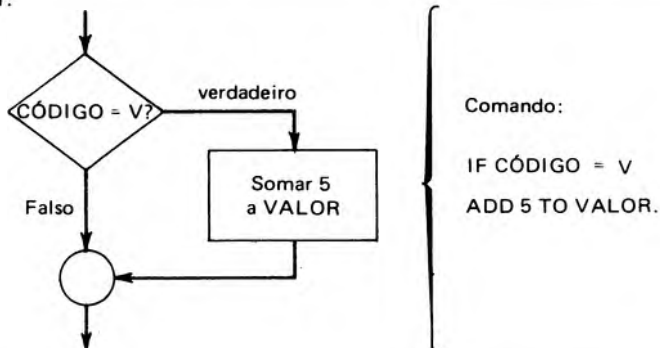 CÓDIGO = V?
verdadeiro
Falso
Somar 5
a VALOR
Comando:
IF CÓDIGO = V
ADD 5 TO VALOR.